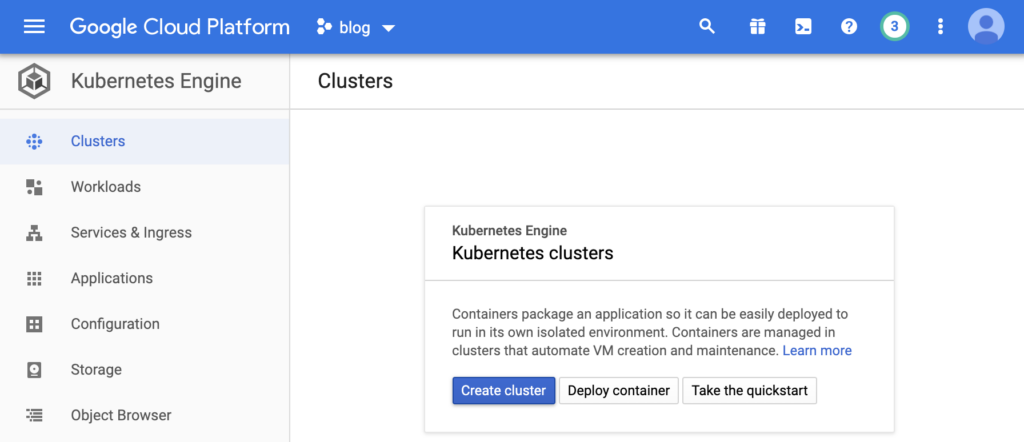 Google Cloud Platform
blog
3
Kubernetes Engine
Clusters
Clusters
Workloads
Services & Ingress
Applications
Configuration
Storage
Object Browser
Kubernetes Engine
Kubernetes clusters
Containers package an application so it can be easily deployed to
run in its own isolated environment. Containers are managed in
clusters that automate VM creation and maintenance. Learn more
Create cluster
Deploy container
Take the quickstart